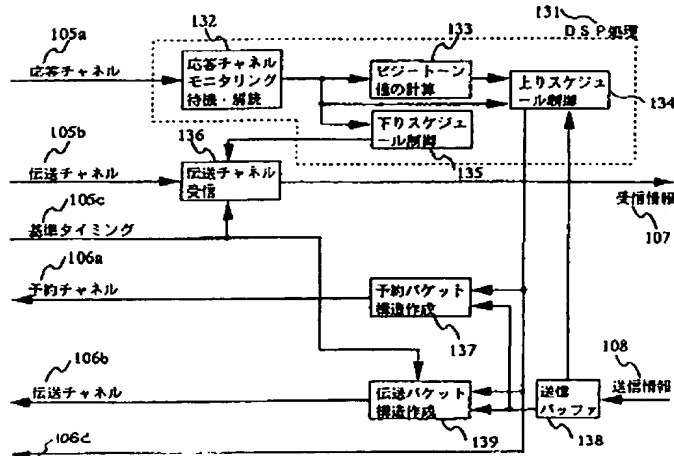 131
DSP処理
132
133
105a
応答チャネル
応答チャネル
モニタリング
待機・解読
ビジートーン
値の計算
上りスケジュ
ール制御
134
下りスケジュ
ール制御
135
105b
136
伝送チャネル
伝送チャネル
受信
受信情報
107
105c
基準タイミング
106a
予約チャネル
予約パケット
構造作成
137
106b
伝送チャネル
伝送パケット
構造作成
139
送信
バッファ
138
108
送信情報
106c